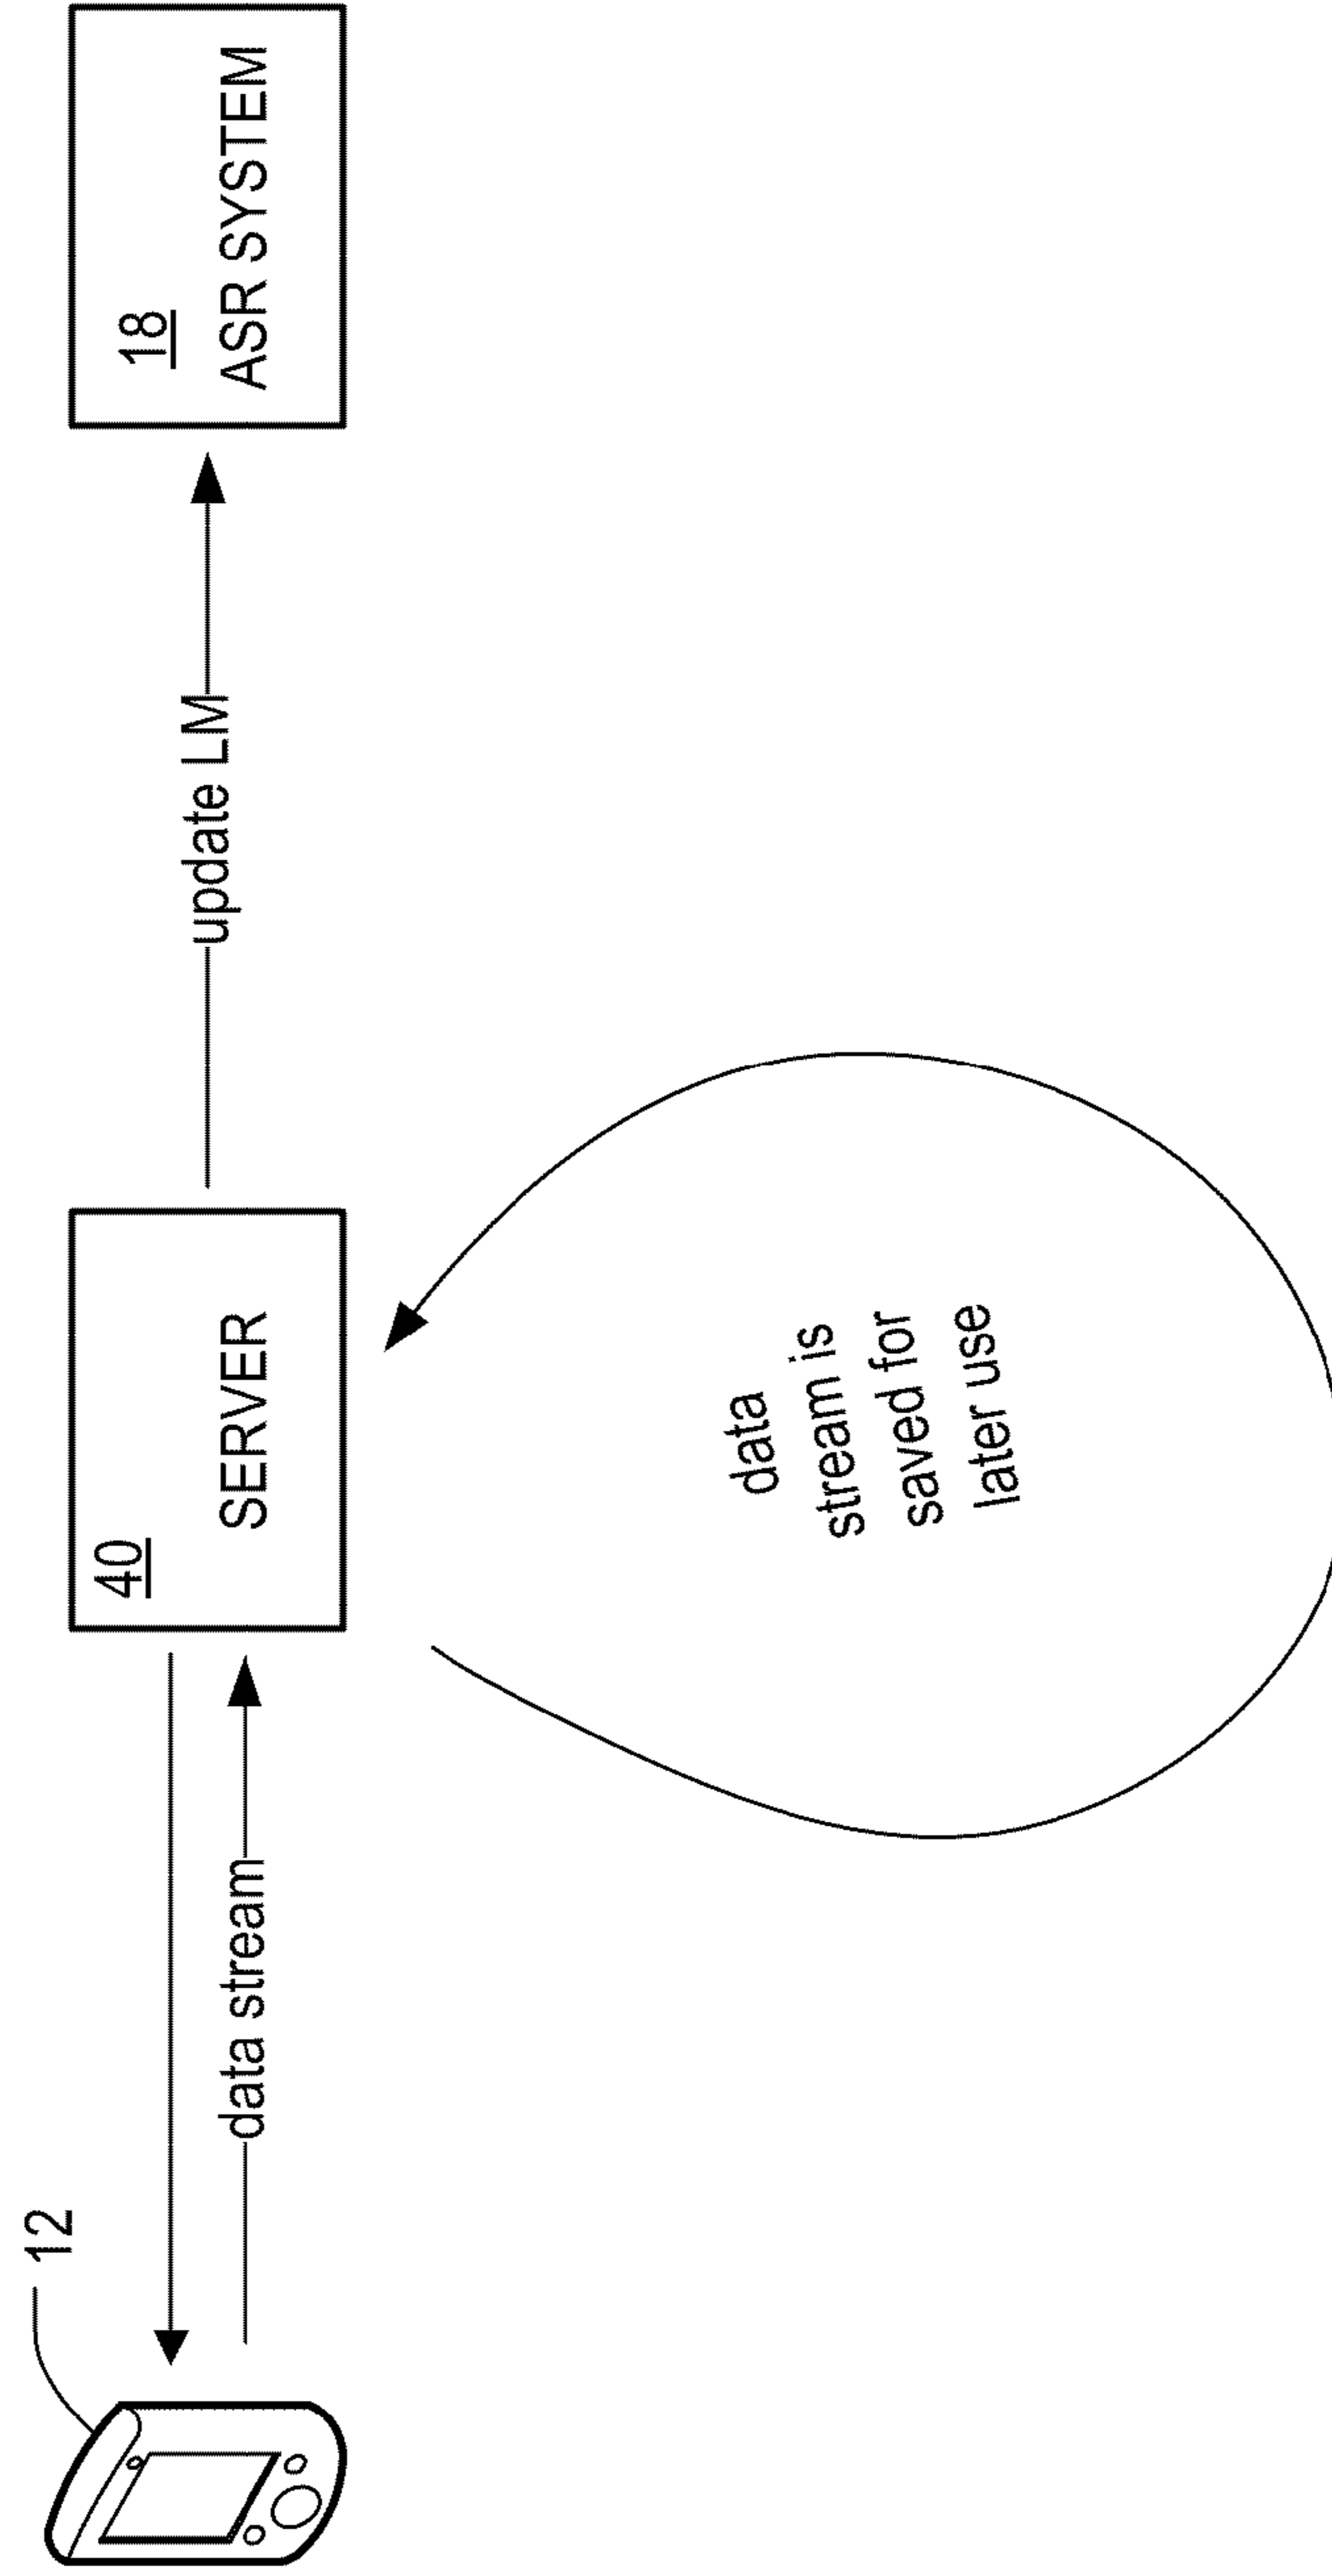 12
data stream
40
SERVER
update LM
18
ASR SYSTEM
data
stream is
saved for
later use